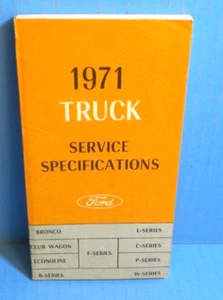 1971
TRUCK
SERVICE
SPECIFICATIONS
Ford
BRONCO
L-SERIES
CLUB WAGON
C-SERIES
F-SERIES
ECONOLINE
P-SERIES
B-SERIES
W-SERIES